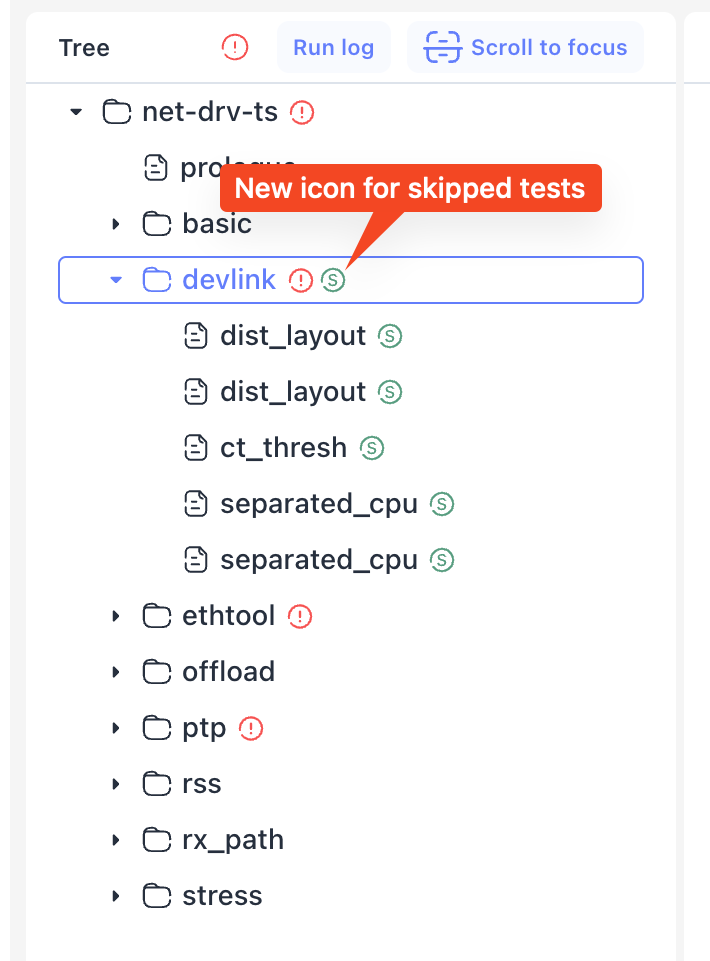 Tree
Run log
Scroll to focus
net-drv-ts
New icon for skipped tests
basic
devlink S
dist_layout S
dist_layout S
ct_thresh S
separated_cpu S
separated_cpu S
ethtool
offload
ptp
rss
rx_path
stress